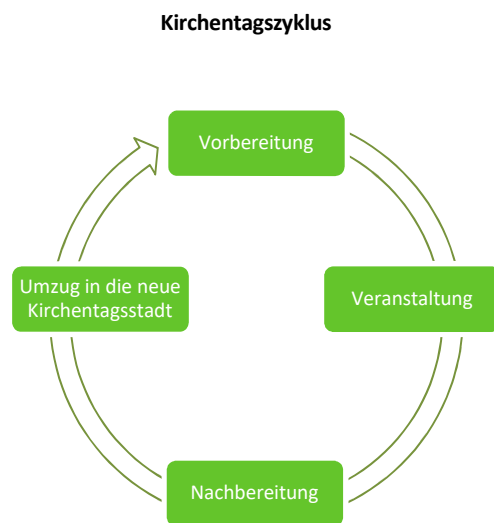 Kirchentagszyklus
Vorbereitung
Veranstaltung
Nachbereitung
Umzug in die neue
Kirchentagsstadt